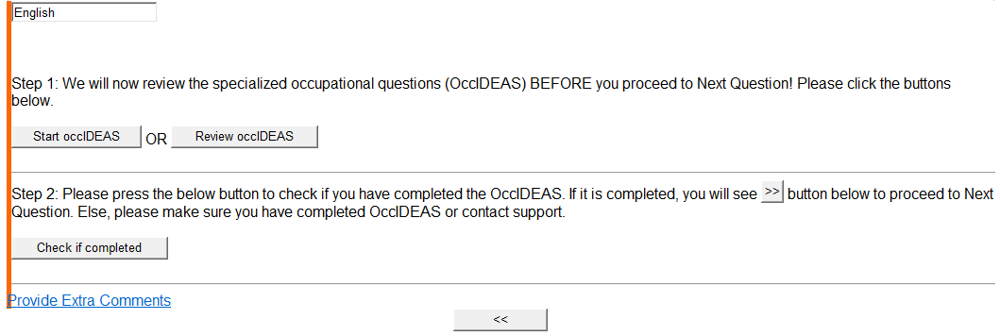 English
Step 1: We will now review the specialized occupational questions (OccIDEAS) BEFORE you proceed to Next Question! Please click the buttons
below.
Start occIDEAS OR Review occIDEAS
Step 2: Please press the below button to check if you have completed the OccIDEAS. If it is completed, you will see >> button below to proceed to Next
Question. Else, please make sure you have completed OccIDEAS or contact support.
Check if completed
Provide Extra Comments
<<